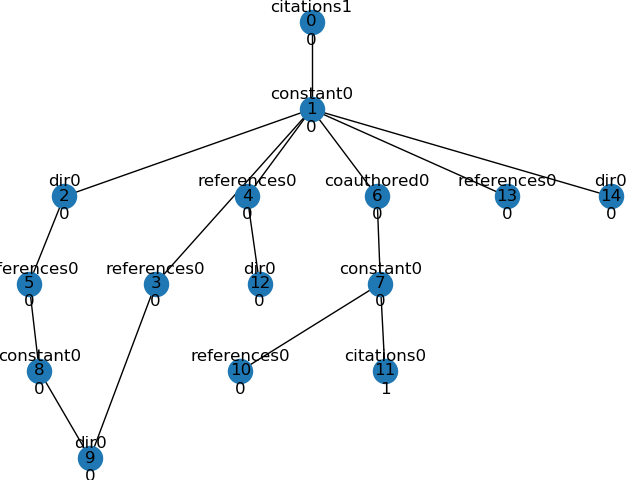 citations1
0
0
constant0
1
0
dir0 references0 coauthored0 references0 dir0
2 4 6 13 14
0 0 0 0 0
ferences0 references0 dir0 constant0
5 3 12 7
0 0 0 0
constant0 references0 citations0
8 10 11
0 0 1
dir0
9
0